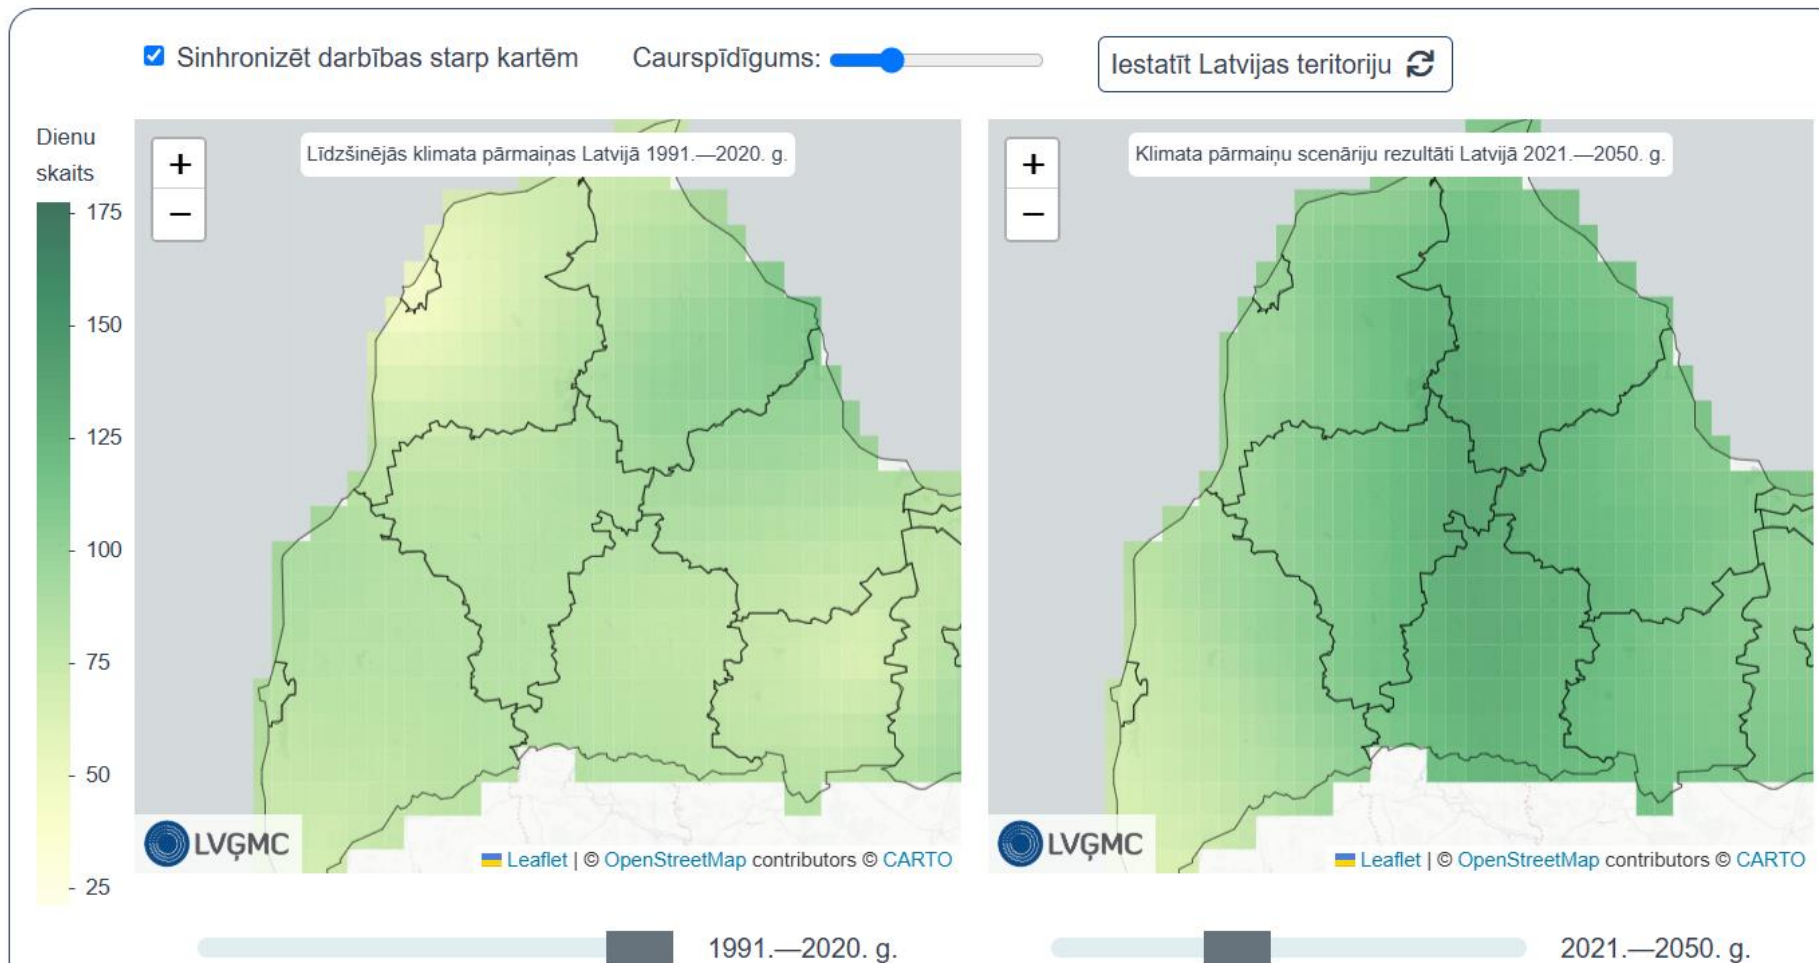 Sinhronizēt darbības starp kartēm
Caurspīdīgums:
Iestatīt Latvijas teritoriju
Dienu
skaits
175
150
125
100
75
50
25
+
−
Līdzšinējās klimata pārmaiņas Latvijā 1991.—2020. g.
LVĢMC
Leaflet | © OpenStreetMap contributors © CARTO
1991.—2020. g.
+
−
Klimata pārmaiņu scenāriju rezultāti Latvijā 2021.—2050. g.
LVĢMC
Leaflet | © OpenStreetMap contributors © CARTO
2021.—2050. g.